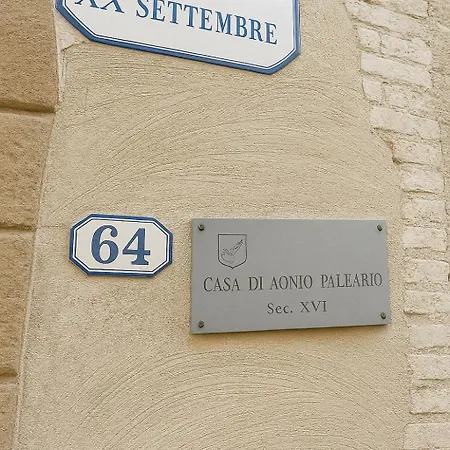 XX SETTEMBRE
64
CASA DI AONIO PALEARIO
Sec. XVI